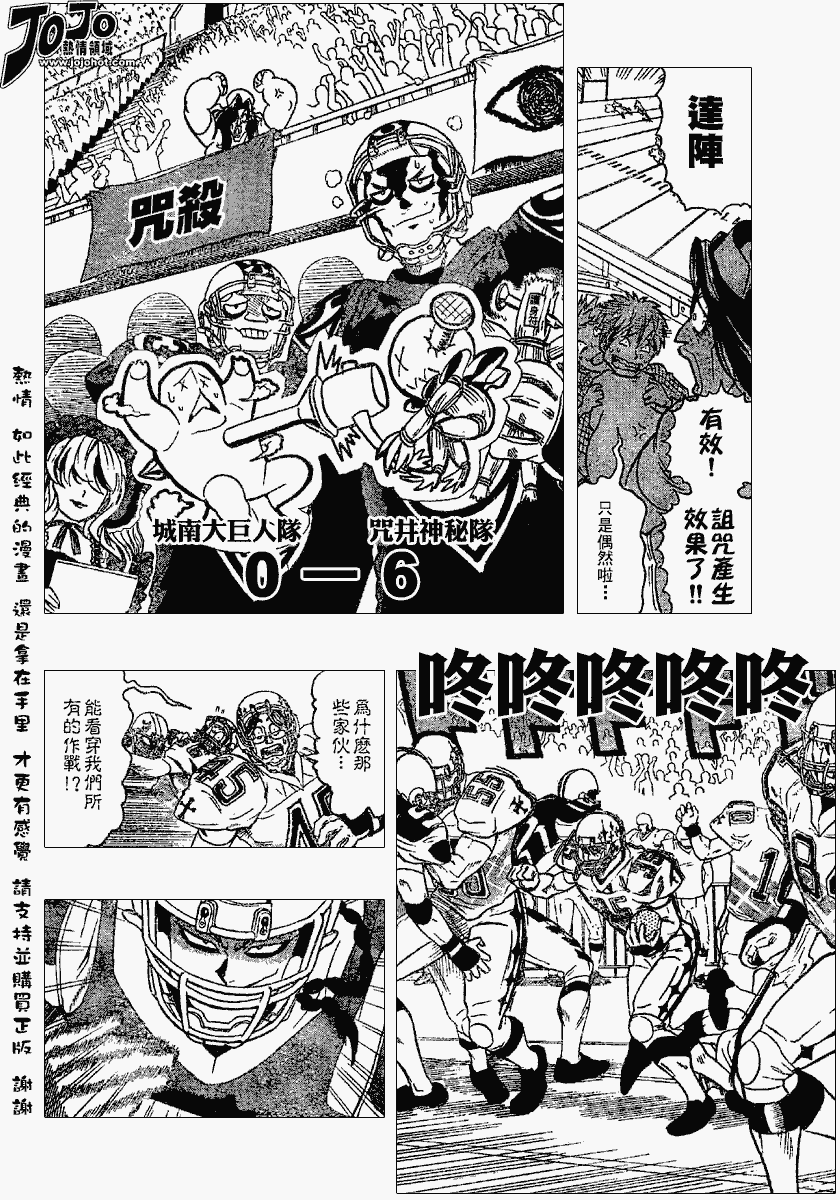 JOJO
熱情領域
www.jojohot.com
達陣
有效!
詛咒產生
效果了!!
只是偶然啦…
咒殺
城南大巨人隊
咒井神秘隊
0 — 6
咚咚咚咚咚
為什麼那
些家伙…
能看穿我們所
有的作戰!?
45
55
1
8
熱情 如此經典的漫畫 還是拿在手里 才更有感覺 請支持並購買正版 謝謝